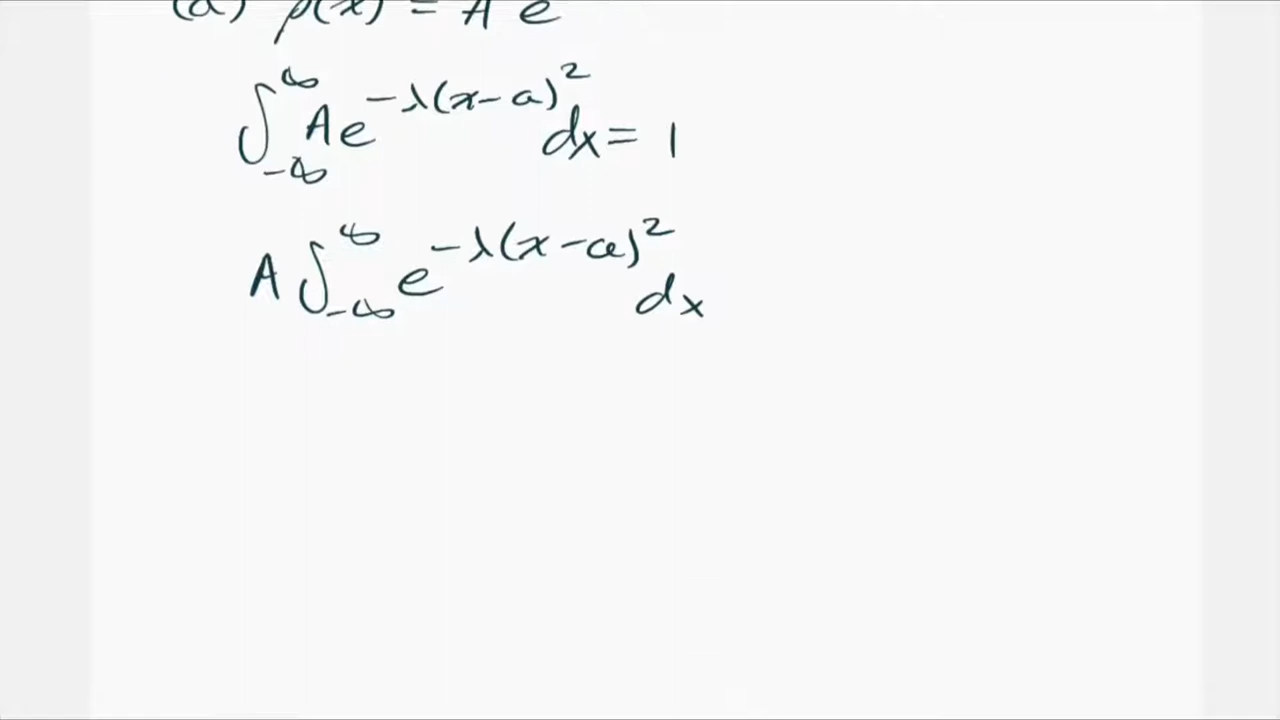 (a) ρ(x) = A e
∫_{-∞}^{∞} A e^{-λ(x-a)^2} dx = 1
A ∫_{-∞}^{∞} e^{-λ(x-a)^2} dx